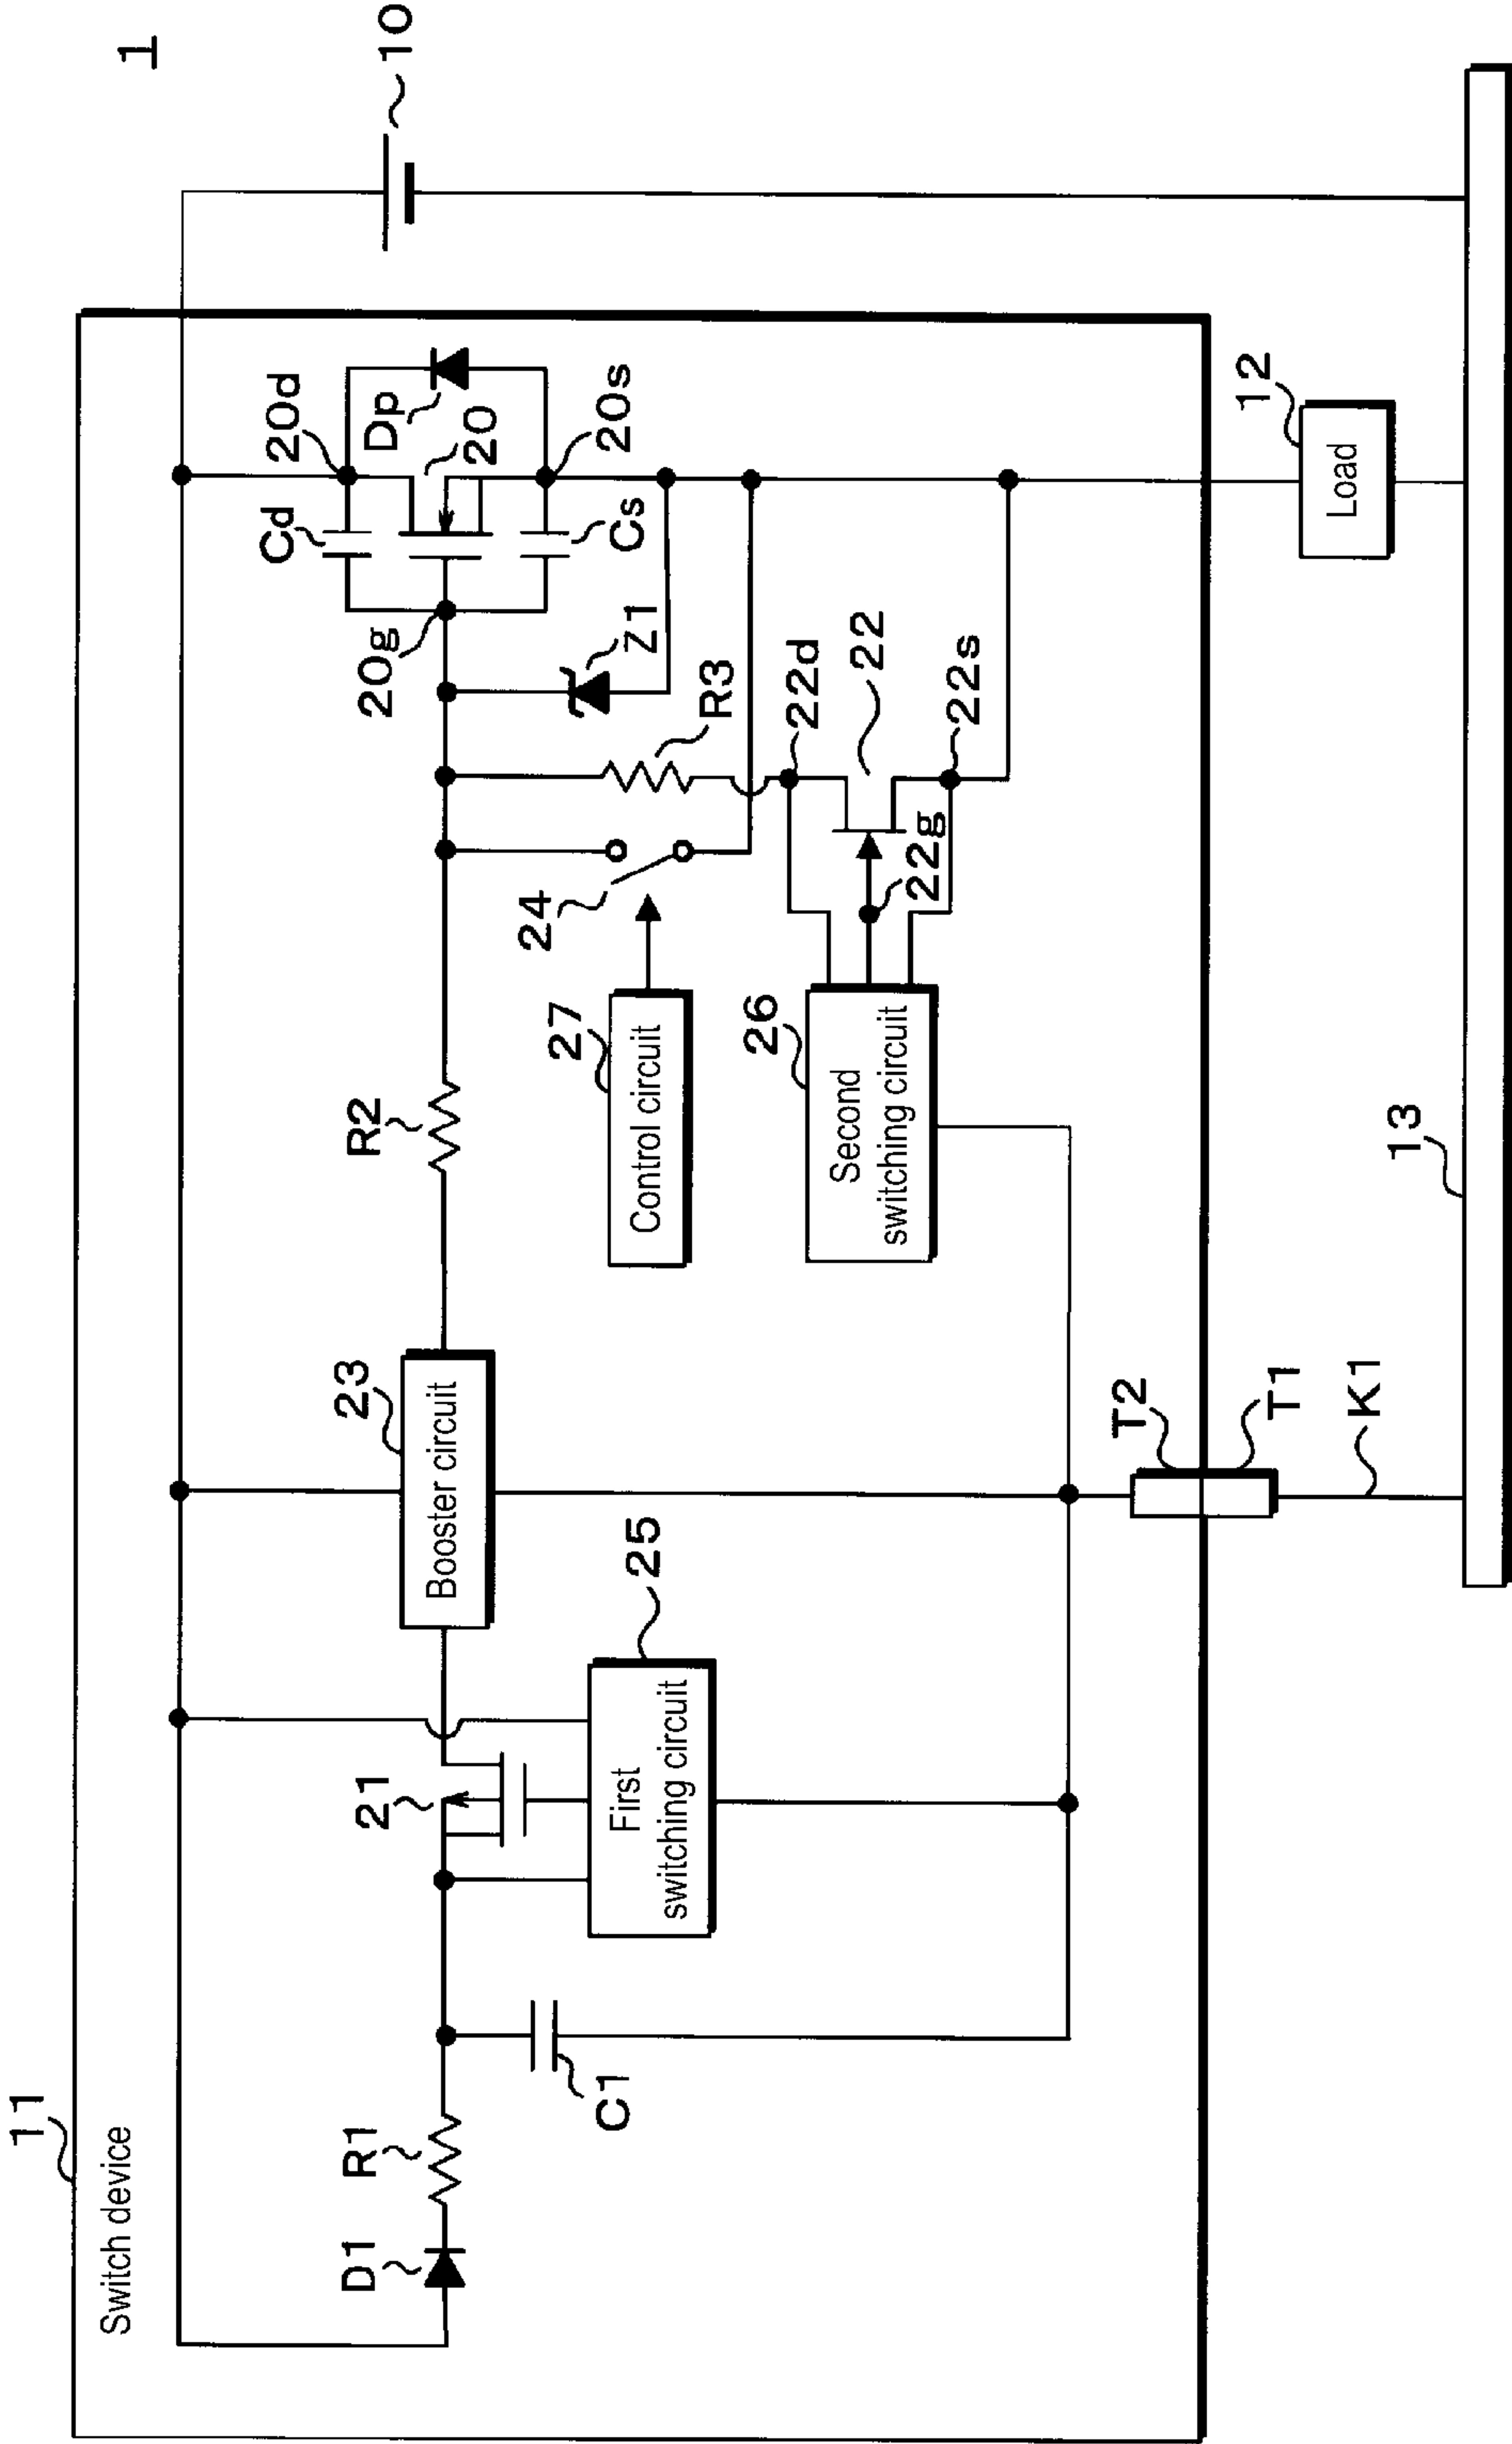 1
11
Switch device
10
20d
Cd
Dp
20
20s
Cs
20g
Z1
R3
24
22d
22
22g
22s
R2
27
Control circuit
26
Second
switching circuit
23
Booster circuit
21
25
First
switching circuit
D1
R1
C1
T2
T1
K1
12
Load
13